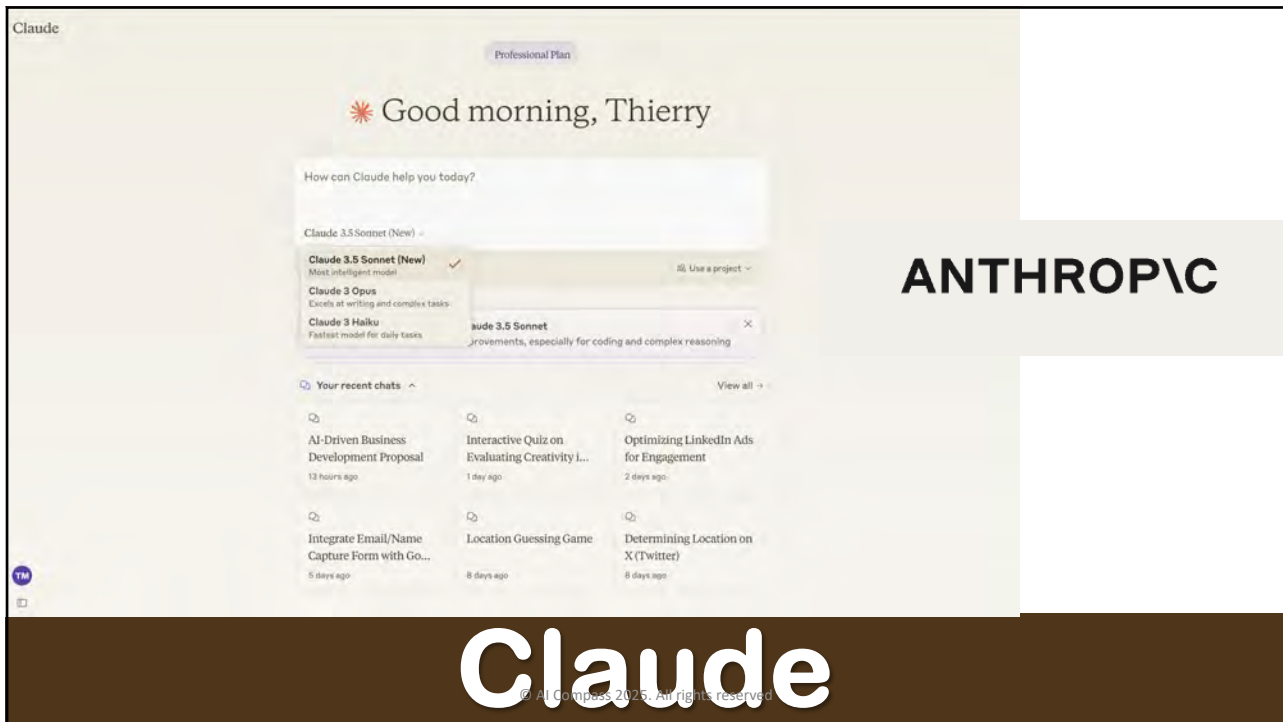 Claude
Professional Plan
Good morning, Thierry
How can Claude help you today?
Claude 3.5 Sonnet (New)
Claude 3.5 Sonnet (New)
Most intelligent model
Claude 3 Opus
Excels at writing and complex tasks
Claude 3 Haiku
Fastest model for daily tasks
Use a project
aude 3.5 Sonnet
provements, especially for coding and complex reasoning
ANTHROP\C
Your recent chats
View all →
AI-Driven Business
Development Proposal
13 hours ago
Interactive Quiz on
Evaluating Creativity i...
1 day ago
Optimizing LinkedIn Ads
for Engagement
2 days ago
Integrate Email/Name
Capture Form with Go...
5 days ago
Location Guessing Game
8 days ago
Determining Location on
X (Twitter)
8 days ago
TM
Claude
© AI Compass 2025. All rights reserved